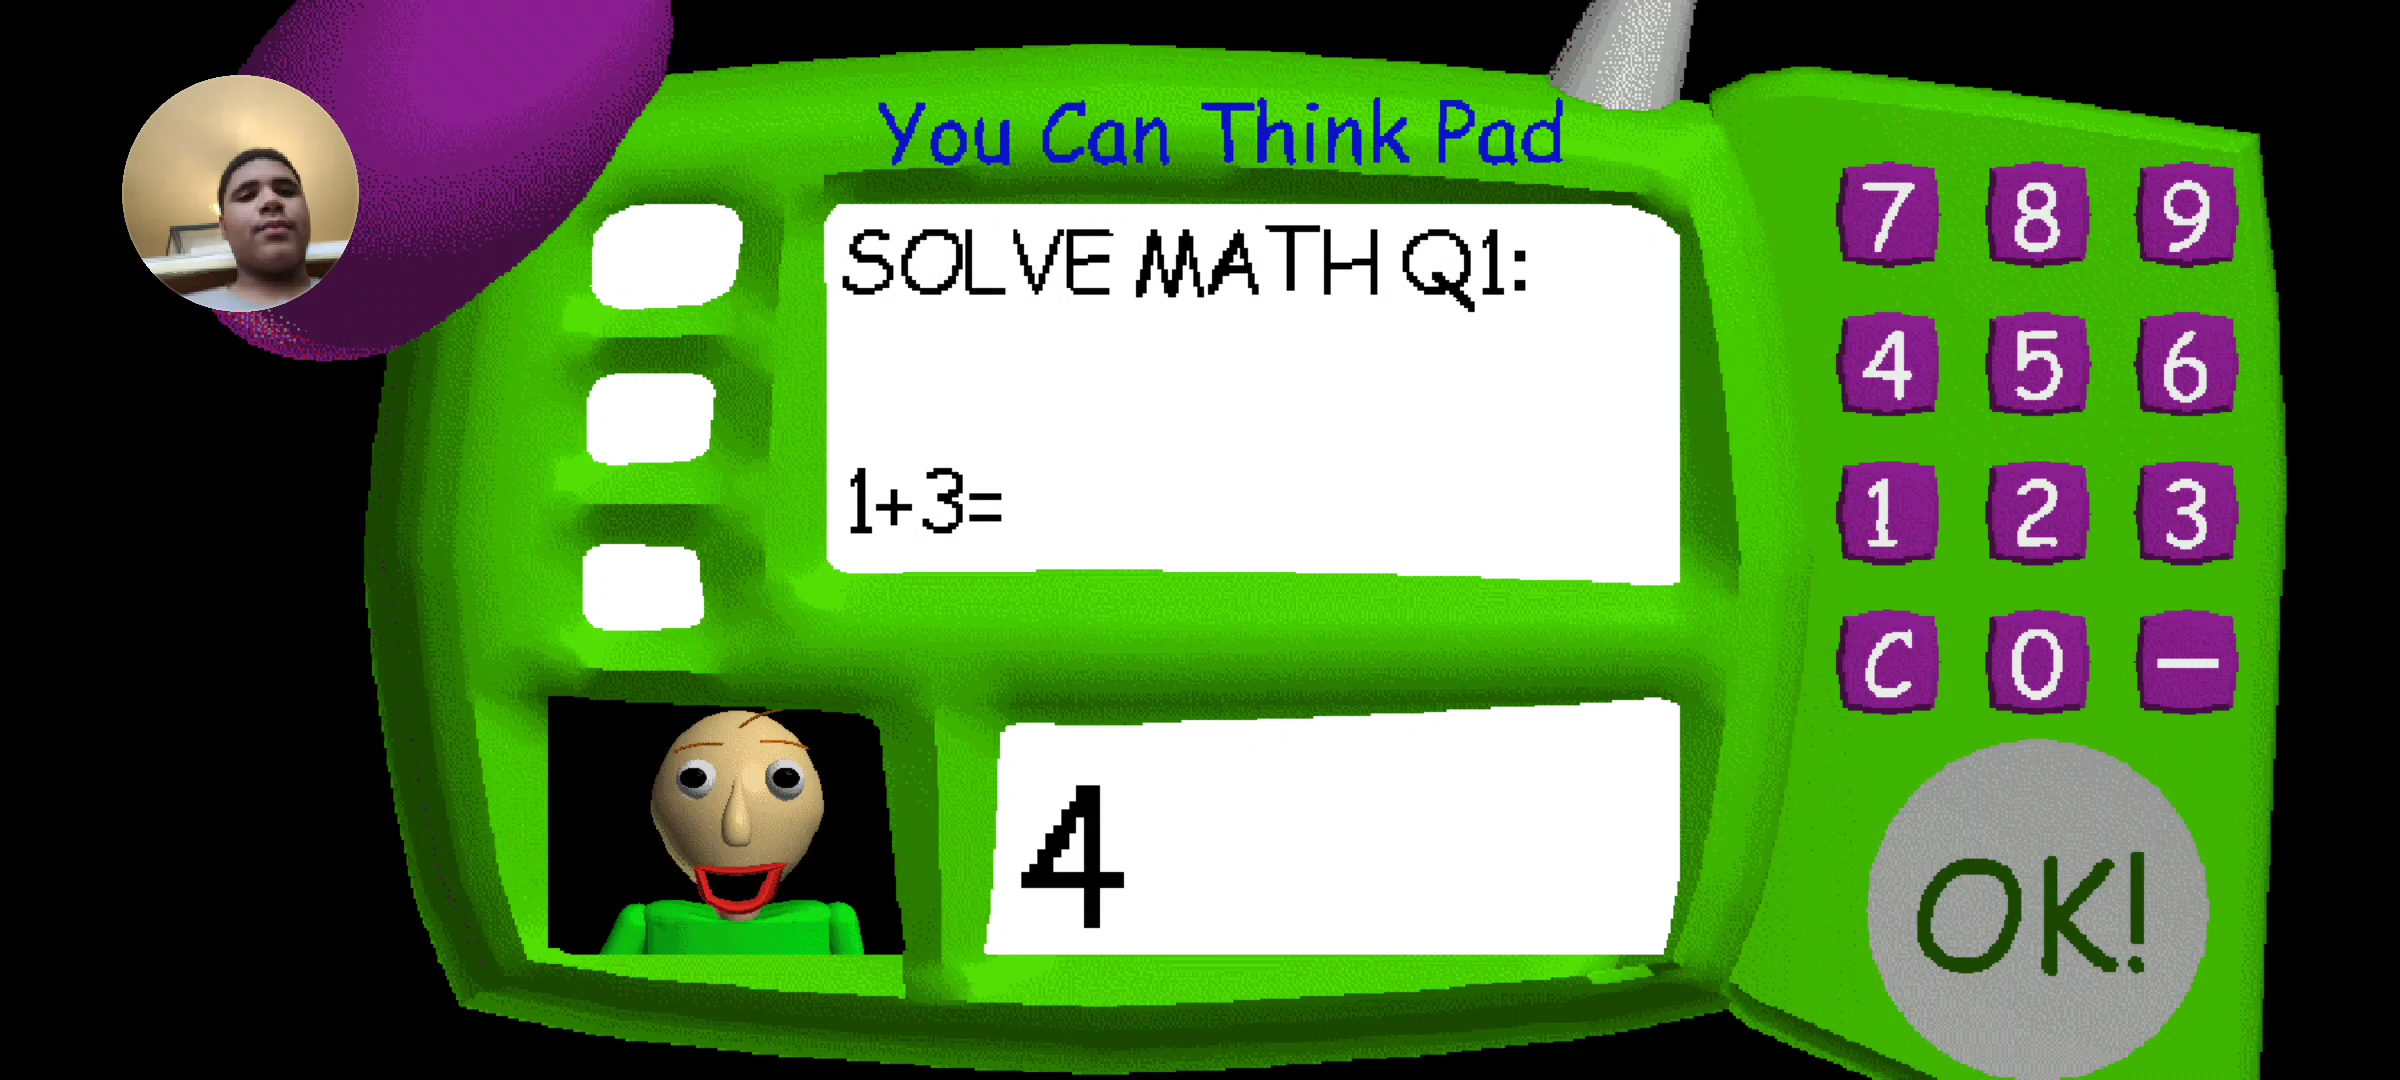 You Can Think Pad
SOLVE MATH Q1:
1+3=
4
7 8 9
4 5 6
1 2 3
C 0 —
OK!